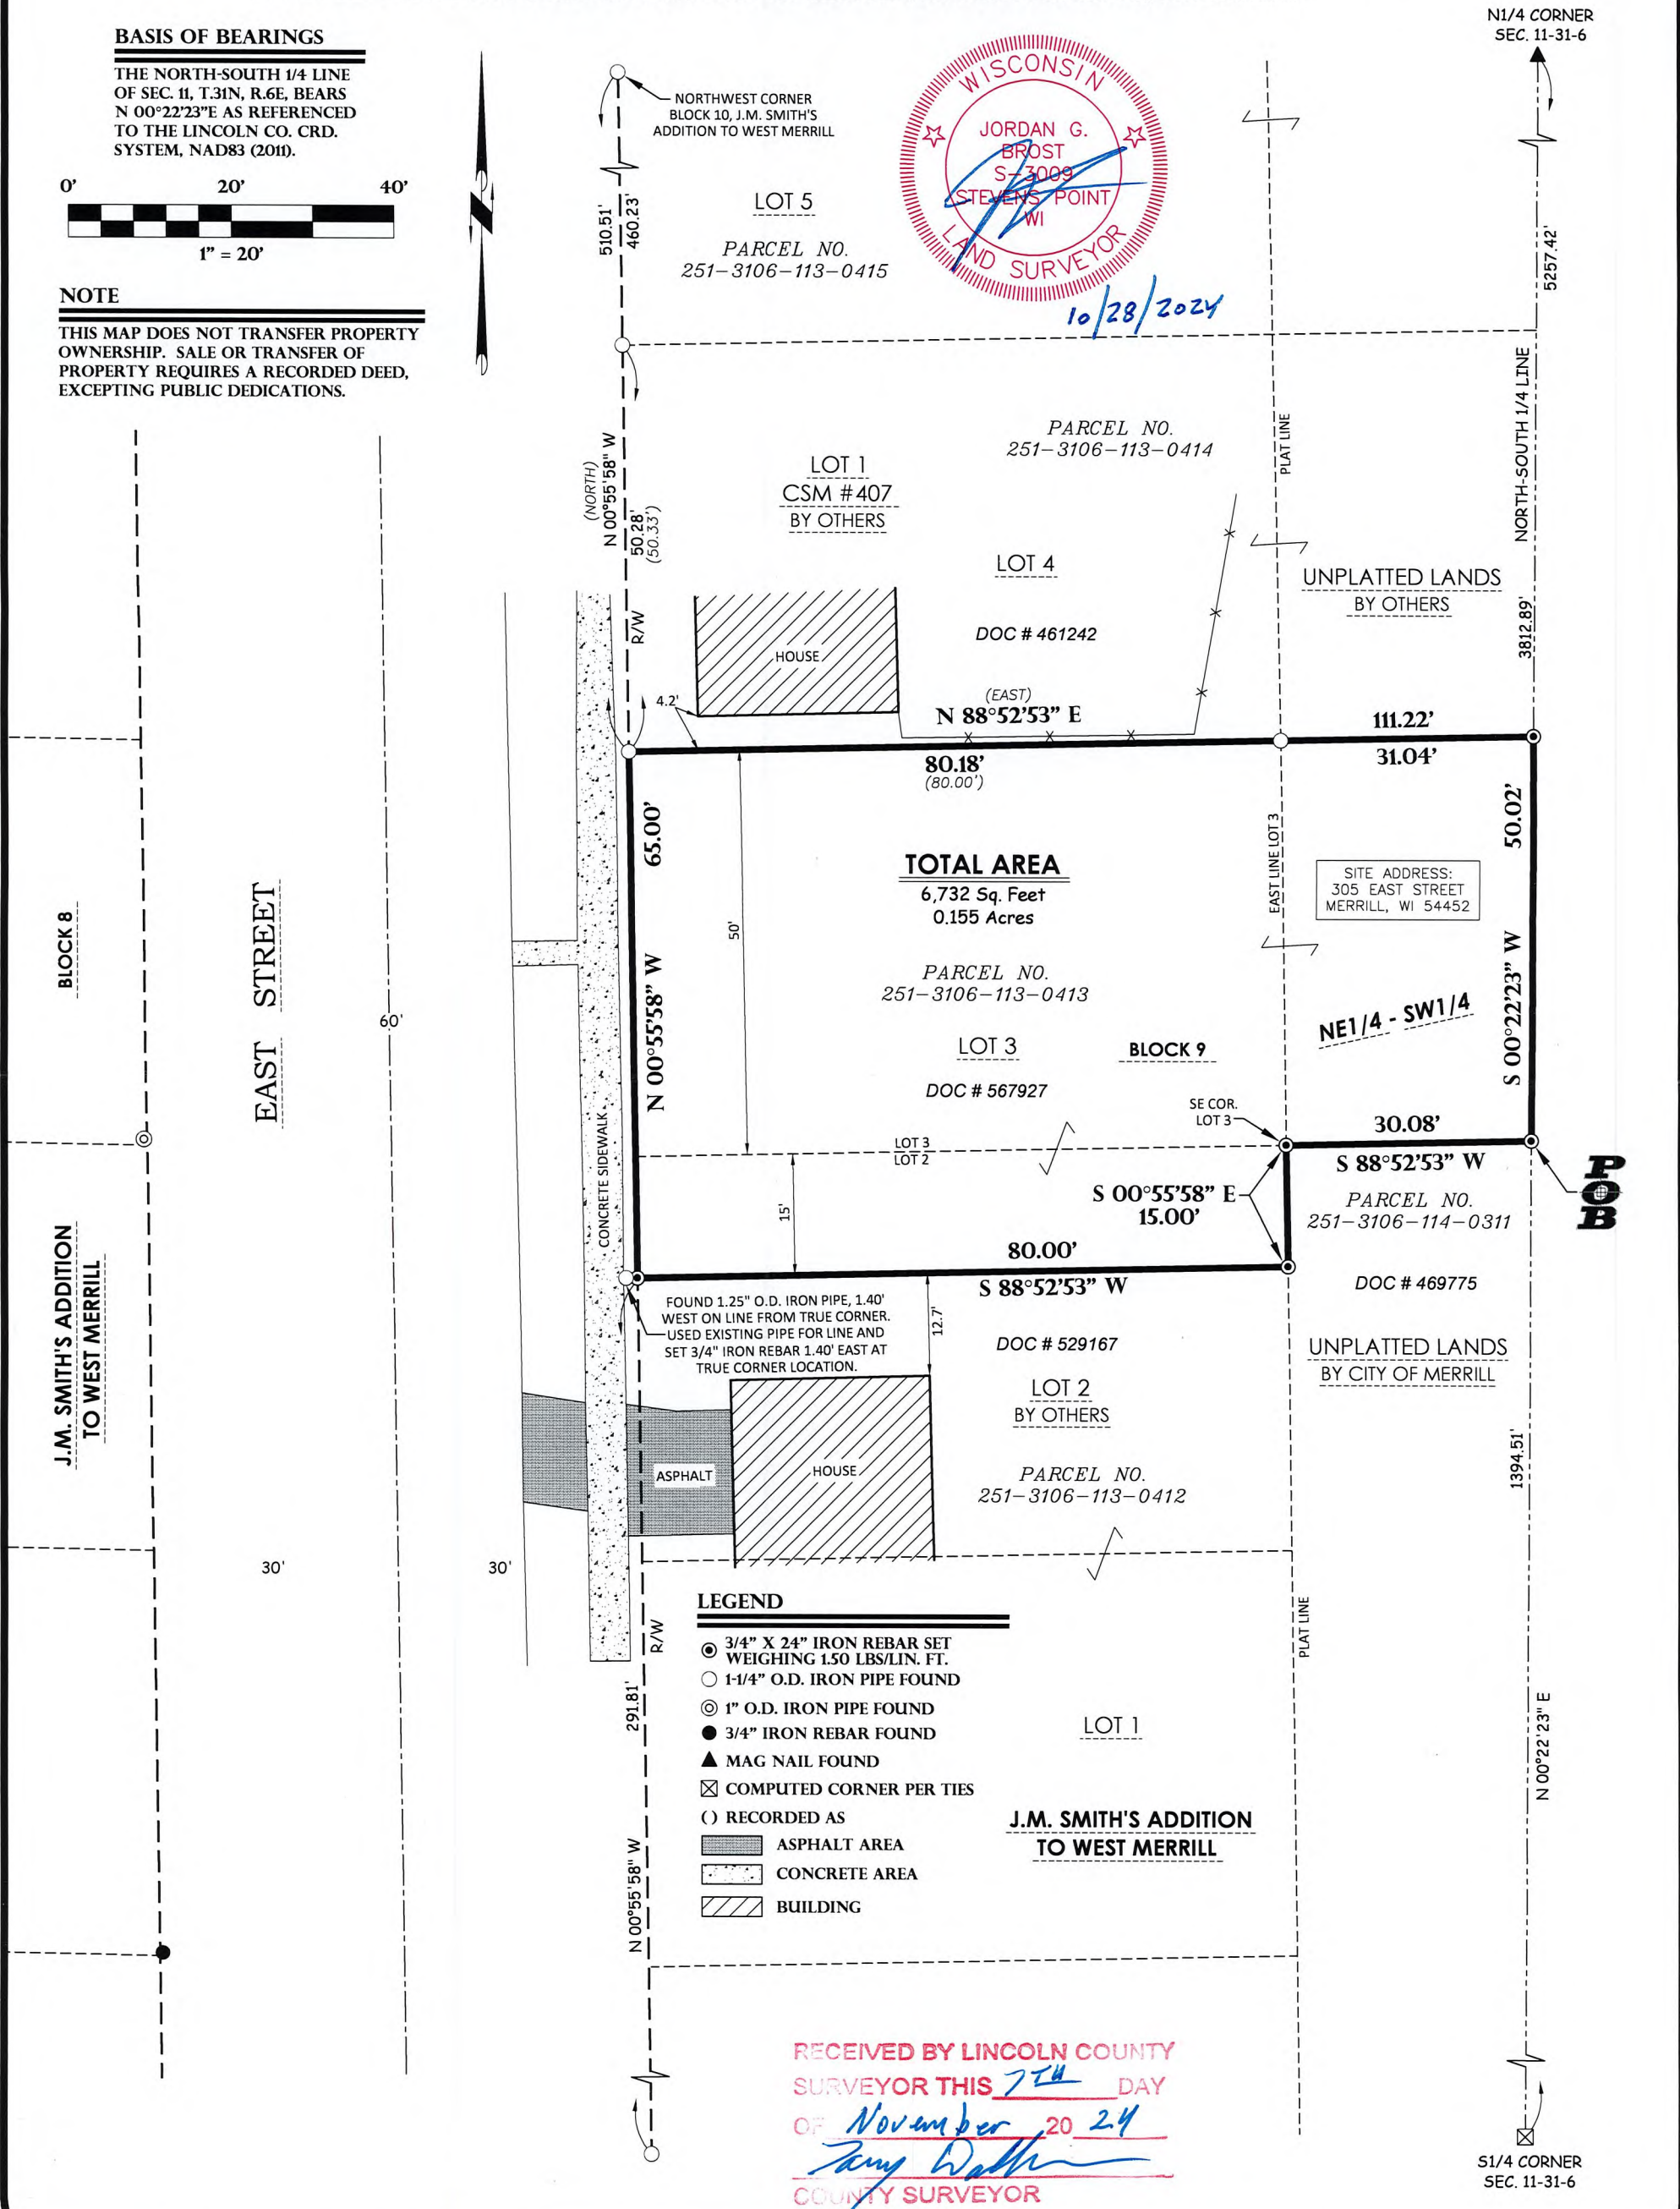 BASIS OF BEARINGS
THE NORTH-SOUTH 1/4 LINE
OF SEC. 11, T.31N, R.6E, BEARS
N 00°22'23"E AS REFERENCED
TO THE LINCOLN CO. CRD.
SYSTEM, NAD83 (2011).
0' 20' 40'
1" = 20'
NOTE
THIS MAP DOES NOT TRANSFER PROPERTY
OWNERSHIP. SALE OR TRANSFER OF
PROPERTY REQUIRES A RECORDED DEED,
EXCEPTING PUBLIC DEDICATIONS.
N
NORTHWEST CORNER
BLOCK 10, J.M. SMITH'S
ADDITION TO WEST MERRILL
510.51'
460.23'
LOT 5
PARCEL NO.
251-3106-113-0415
WISCONSIN
JORDAN G.
BROST
S-3009
STEVENS POINT
WI
LAND SURVEYOR
10/28/2024
N1/4 CORNER
SEC. 11-31-6
5257.42'
NORTH-SOUTH 1/4 LINE
3812.89'
(NORTH)
N 00°55'58" W
50.28'
(50.33')
R/W
LOT 1
CSM #407
BY OTHERS
PARCEL NO.
251-3106-113-0414
LOT 4
DOC # 461242
PLAT LINE
UNPLATTED LANDS
BY OTHERS
HOUSE
4.2'
(EAST)
N 88°52'53" E
111.22'
80.18'
(80.00')
31.04'
65.00'
N 00°55'58" W
50'
TOTAL AREA
6,732 Sq. Feet
0.155 Acres
PARCEL NO.
251-3106-113-0413
LOT 3
BLOCK 9
DOC # 567927
EAST LINE LOT 3
SITE ADDRESS:
305 EAST STREET
MERRILL, WI 54452
50.02'
S 00°22'23" W
NE1/4 - SW1/4
SE COR.
LOT 3
30.08'
S 88°52'53" W
POB
LOT 3
LOT 2
15'
S 00°55'58" E
15.00'
PARCEL NO.
251-3106-114-0311
80.00'
S 88°52'53" W
DOC # 469775
FOUND 1.25" O.D. IRON PIPE, 1.40'
WEST ON LINE FROM TRUE CORNER.
USED EXISTING PIPE FOR LINE AND
SET 3/4" IRON REBAR 1.40' EAST AT
TRUE CORNER LOCATION.
12.7'
DOC # 529167
LOT 2
BY OTHERS
PARCEL NO.
251-3106-113-0412
UNPLATTED LANDS
BY CITY OF MERRILL
1394.51'
CONCRETE SIDEWALK
ASPHALT
HOUSE
BLOCK 8
EAST STREET
60'
30'
30'
J.M. SMITH'S ADDITION
TO WEST MERRILL
R/W
291.81'
N 00°55'58" W
LEGEND
3/4" X 24" IRON REBAR SET
WEIGHING 1.50 LBS/LIN. FT.
1-1/4" O.D. IRON PIPE FOUND
1" O.D. IRON PIPE FOUND
3/4" IRON REBAR FOUND
MAG NAIL FOUND
COMPUTED CORNER PER TIES
( ) RECORDED AS
ASPHALT AREA
CONCRETE AREA
BUILDING
PLAT LINE
LOT 1
J.M. SMITH'S ADDITION
TO WEST MERRILL
N 00°22'23" E
RECEIVED BY LINCOLN COUNTY
SURVEYOR THIS 7TH DAY
OF November 20 24
COUNTY SURVEYOR
S1/4 CORNER
SEC. 11-31-6